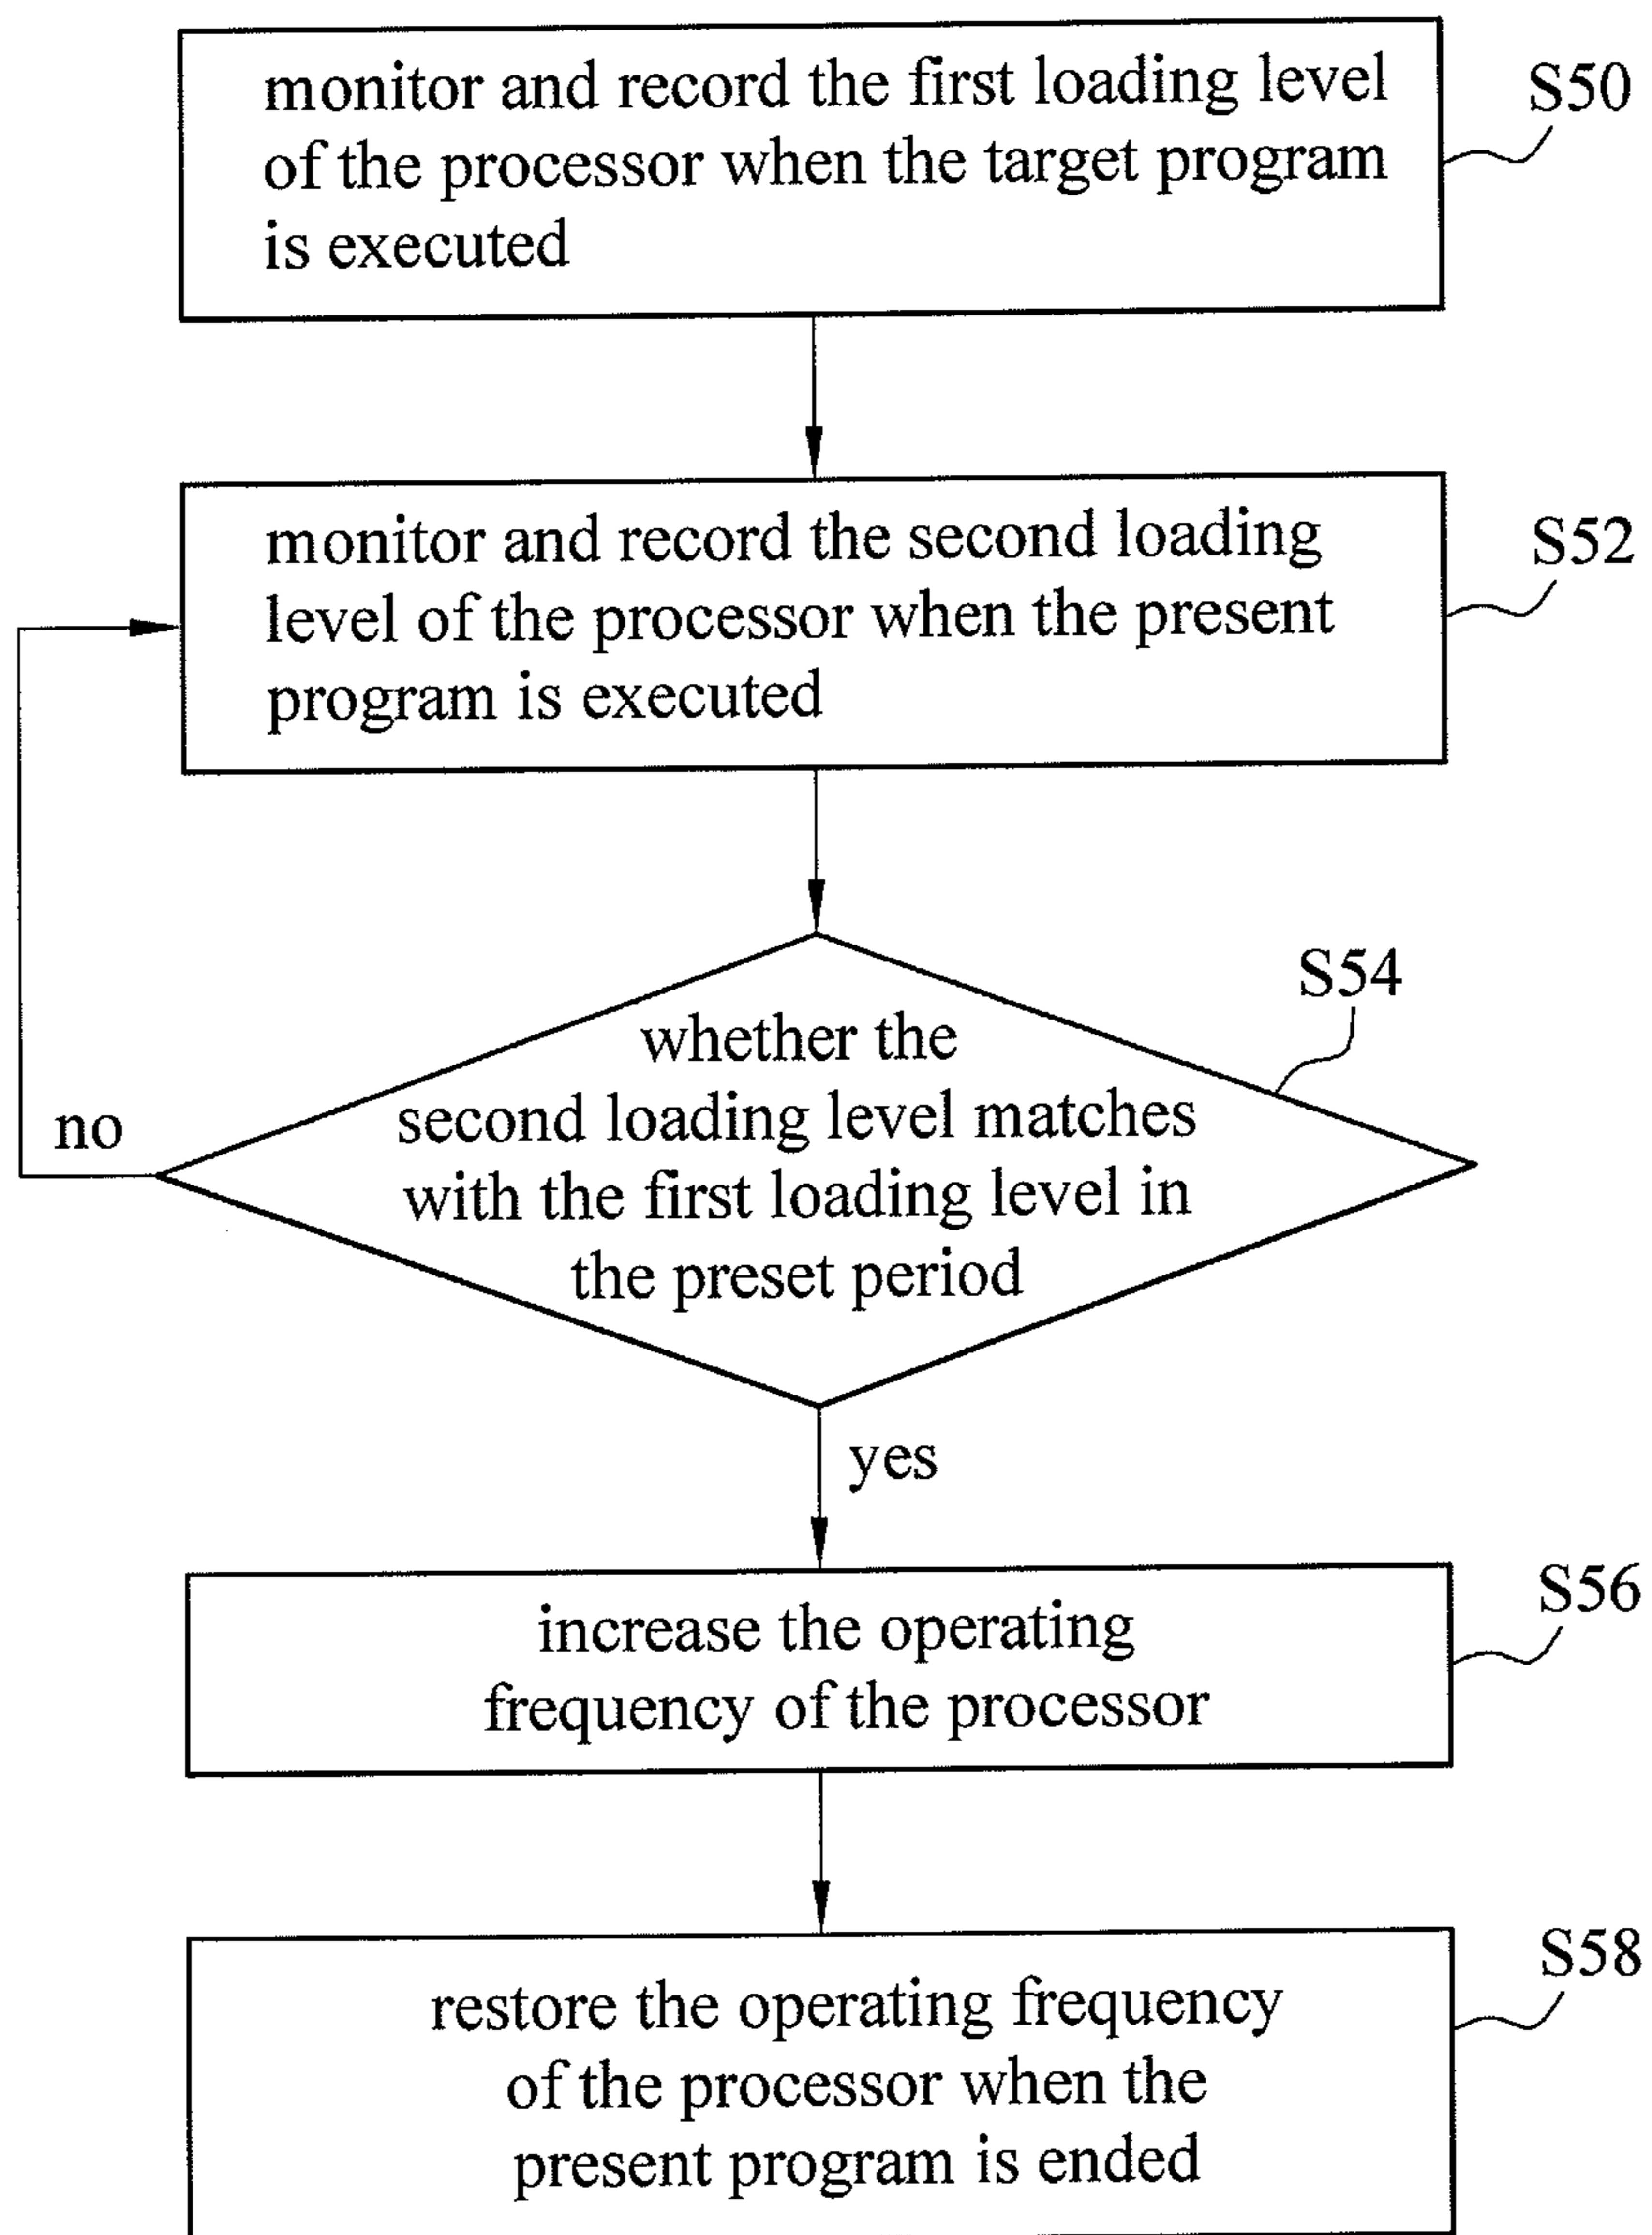 monitor and record the first loading level
of the processor when the target program
is executed
S50
monitor and record the second loading
level of the processor when the present
program is executed
S52
S54
whether the
second loading level matches
with the first loading level in
the preset period
no
yes
increase the operating
frequency of the processor
S56
restore the operating frequency
of the processor when the
present program is ended
S58